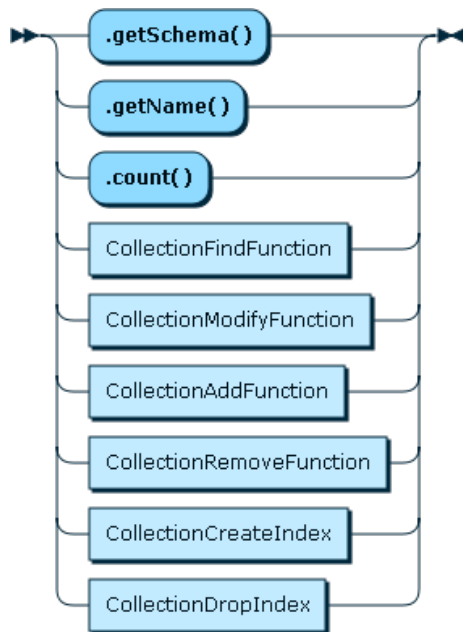 .getSchema()
.getName()
.count()
CollectionFindFunction
CollectionModifyFunction
CollectionAddFunction
CollectionRemoveFunction
CollectionCreateIndex
CollectionDropIndex